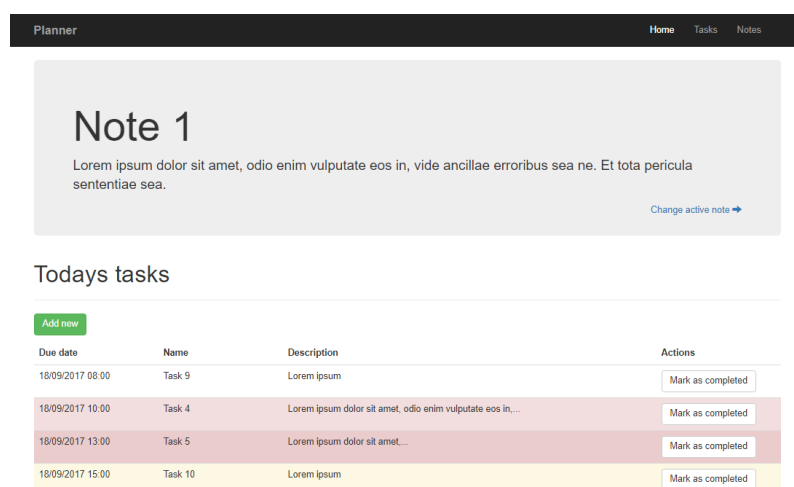 Planner Home Tasks Notes
Note 1
Lorem ipsum dolor sit amet, odio enim vulputate eos in, vide ancillae erroribus sea ne. Et tota pericula
sententiae sea.
Change active note
Todays tasks
Add new
Due date Name Description Actions
18/09/2017 08:00 Task 9 Lorem ipsum Mark as completed
18/09/2017 10:00 Task 4 Lorem ipsum dolor sit amet, odio enim vulputate eos in,... Mark as completed
18/09/2017 13:00 Task 5 Lorem ipsum dolor sit amet,... Mark as completed
18/09/2017 15:00 Task 10 Lorem ipsum Mark as completed